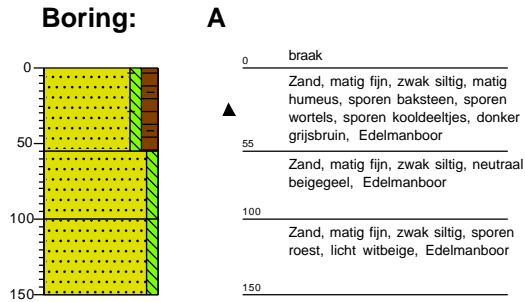 Boring: A
0
50
100
150
0 braak
Zand, matig fijn, zwak siltig, matig
humeus, sporen baksteen, sporen
wortels, sporen kooldeeltjes, donker
grijsbruin, Edelmanboor
55
Zand, matig fijn, zwak siltig, neutraal
beigegeel, Edelmanboor
100
Zand, matig fijn, zwak siltig, sporen
roest, licht witbeige, Edelmanboor
150